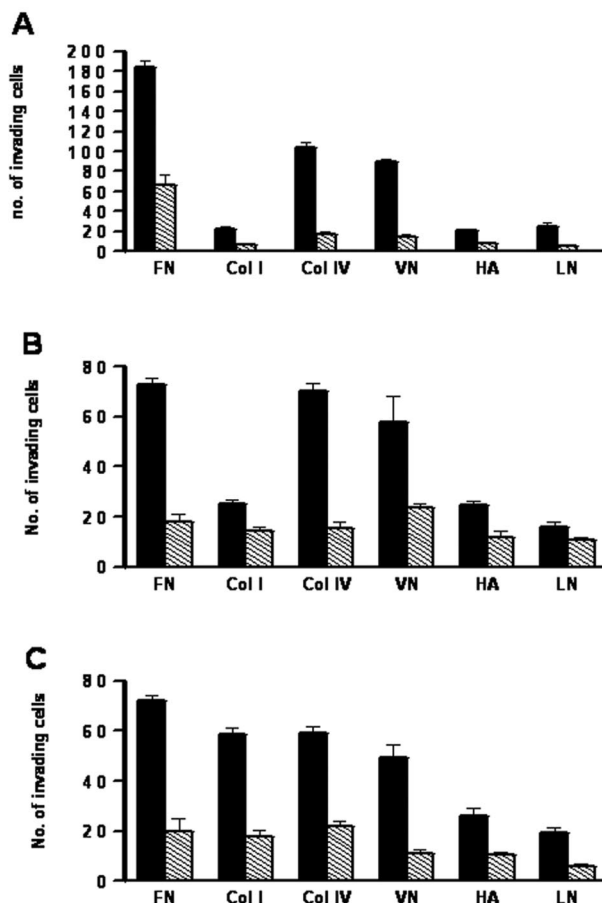 A
no. of invading cells
200
180
160
140
120
100
80
60
40
20
0
FN Col I Col IV VN HA LN
B
No. of invading cells
80
60
40
20
0
FN Col I Col IV VN HA LN
C
No. of invading cells
80
60
40
20
0
FN Col I Col IV VN HA LN